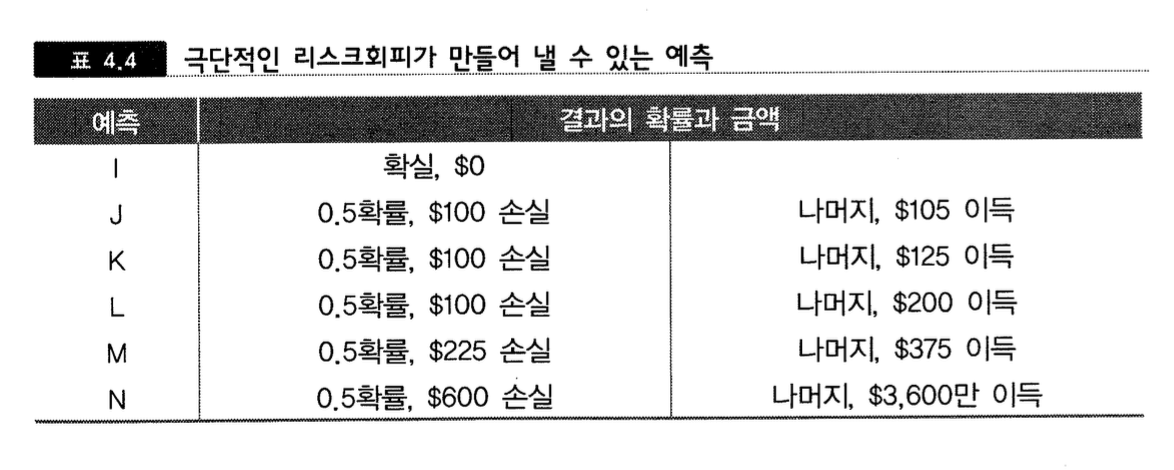 표 4.4 극단적인 리스크회피가 만들어 낼 수 있는 예측
예측 결과의 확률과 금액
I 확실, $0
J 0.5확률, $100 손실 나머지, $105 이득
K 0.5확률, $100 손실 나머지, $125 이득
L 0.5확률, $100 손실 나머지, $200 이득
M 0.5확률, $225 손실 나머지, $375 이득
N 0.5확률, $600 손실 나머지, $3,600만 이득